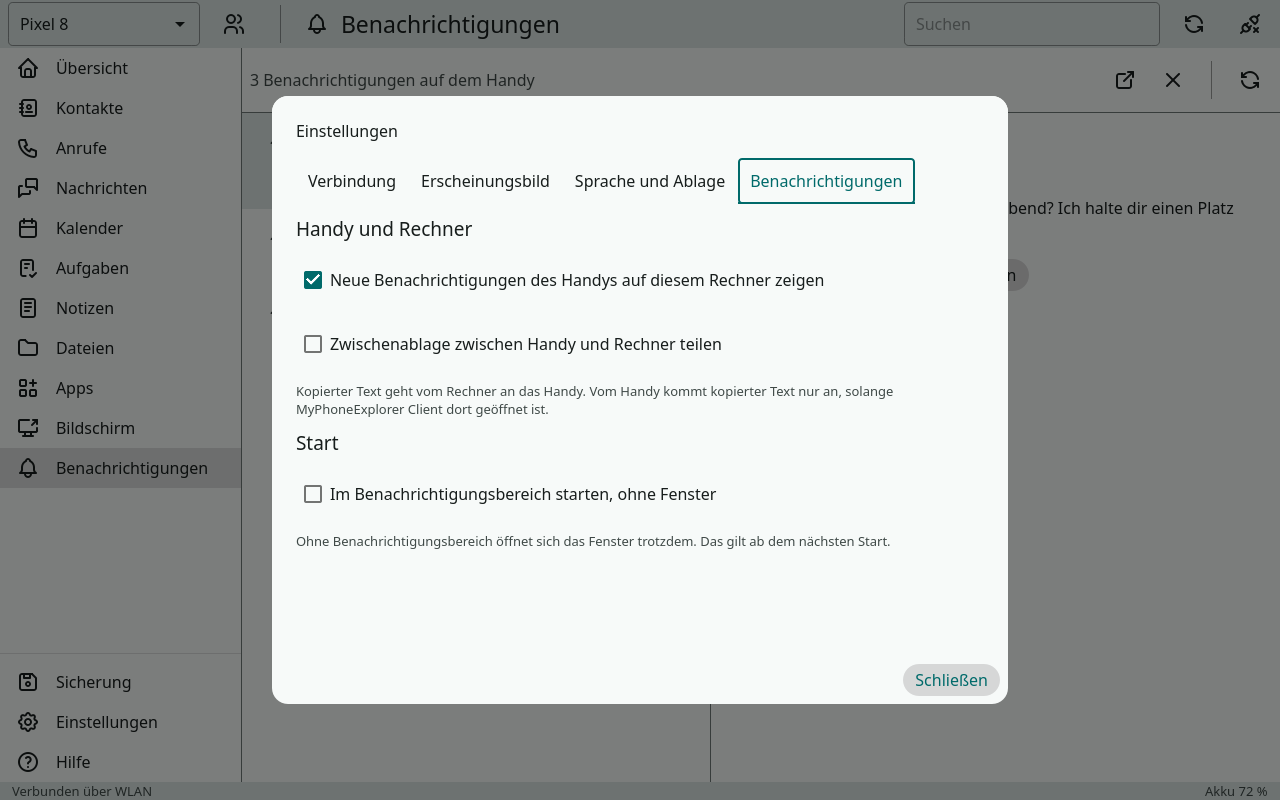 Pixel 8
Benachrichtigungen
Suchen
Übersicht
Kontakte
Anrufe
Nachrichten
Kalender
Aufgaben
Notizen
Dateien
Apps
Bildschirm
Benachrichtigungen
Sicherung
Einstellungen
Hilfe
3 Benachrichtigungen auf dem Handy
bend? Ich halte dir einen Platz
Einstellungen
Verbindung Erscheinungsbild Sprache und Ablage Benachrichtigungen
Handy und Rechner
Neue Benachrichtigungen des Handys auf diesem Rechner zeigen
Zwischenablage zwischen Handy und Rechner teilen
Kopierter Text geht vom Rechner an das Handy. Vom Handy kommt kopierter Text nur an, solange
MyPhoneExplorer Client dort geöffnet ist.
Start
Im Benachrichtigungsbereich starten, ohne Fenster
Ohne Benachrichtigungsbereich öffnet sich das Fenster trotzdem. Das gilt ab dem nächsten Start.
Schließen
Verbunden über WLAN
Akku 72 %